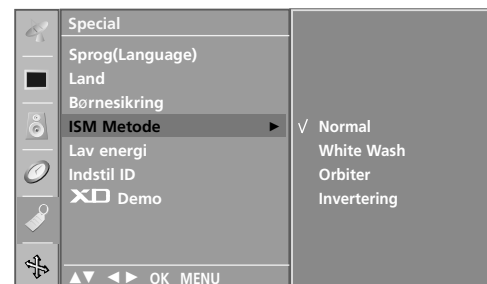 Special
Sprog(Language)
Land
Børnesikring
ISM Metode ►
Lav energi
Indstil ID
XD Demo
▲▼ ◄► OK MENU
√ Normal
White Wash
Orbiter
Invertering